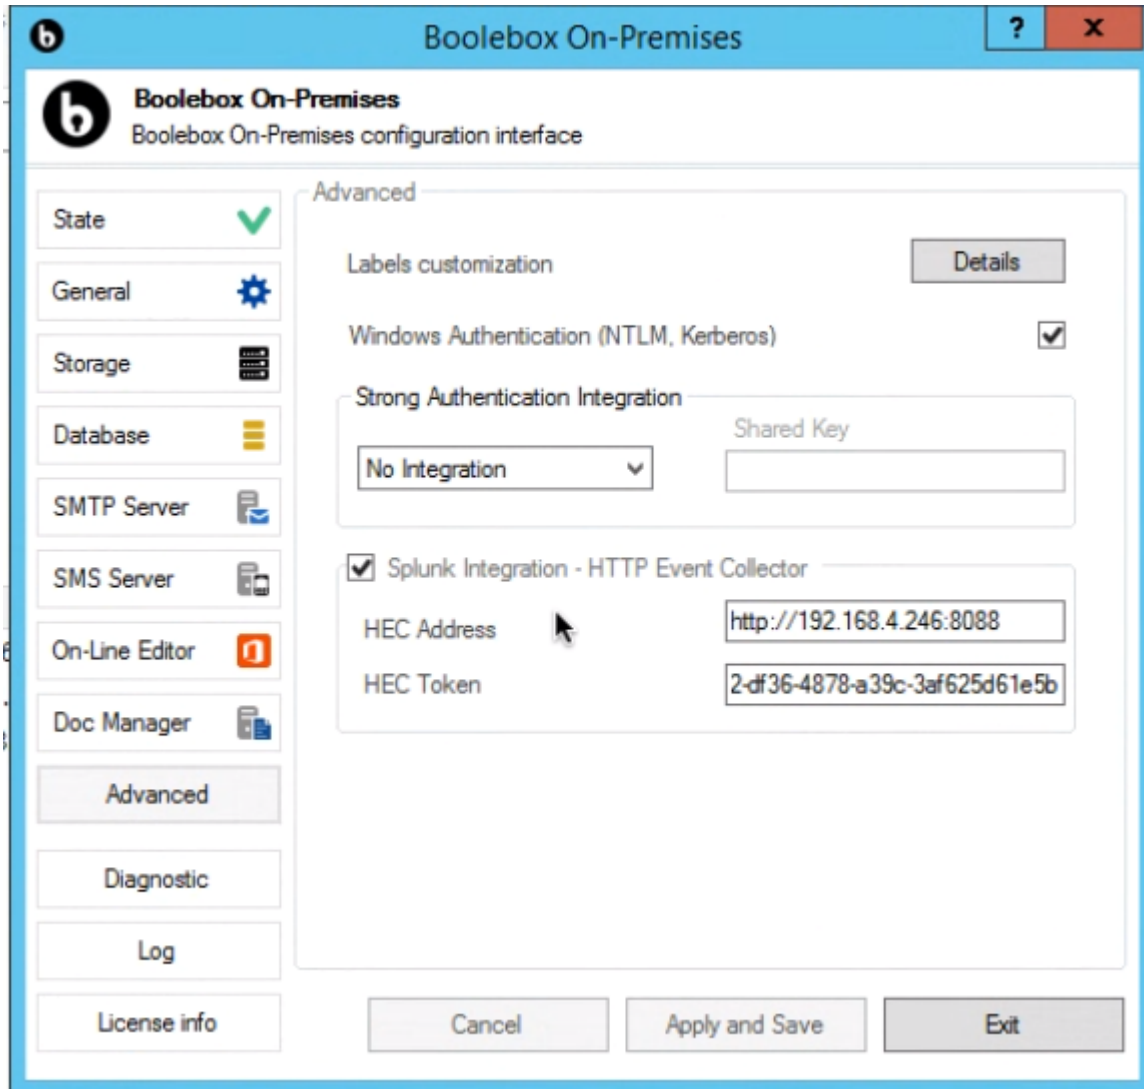 Boolebox On-Premises
?
x
Boolebox On-Premises
Boolebox On-Premises configuration interface
State
General
Storage
Database
SMTP Server
SMS Server
On-Line Editor
Doc Manager
Advanced
Diagnostic
Log
License info
Advanced
Labels customization
Details
Windows Authentication (NTLM, Kerberos)
Strong Authentication Integration
Shared Key
No Integration
Splunk Integration - HTTP Event Collector
HEC Address
http://192.168.4.246:8088
HEC Token
2-df36-4878-a39c-3af625d61e5b
Cancel
Apply and Save
Exit